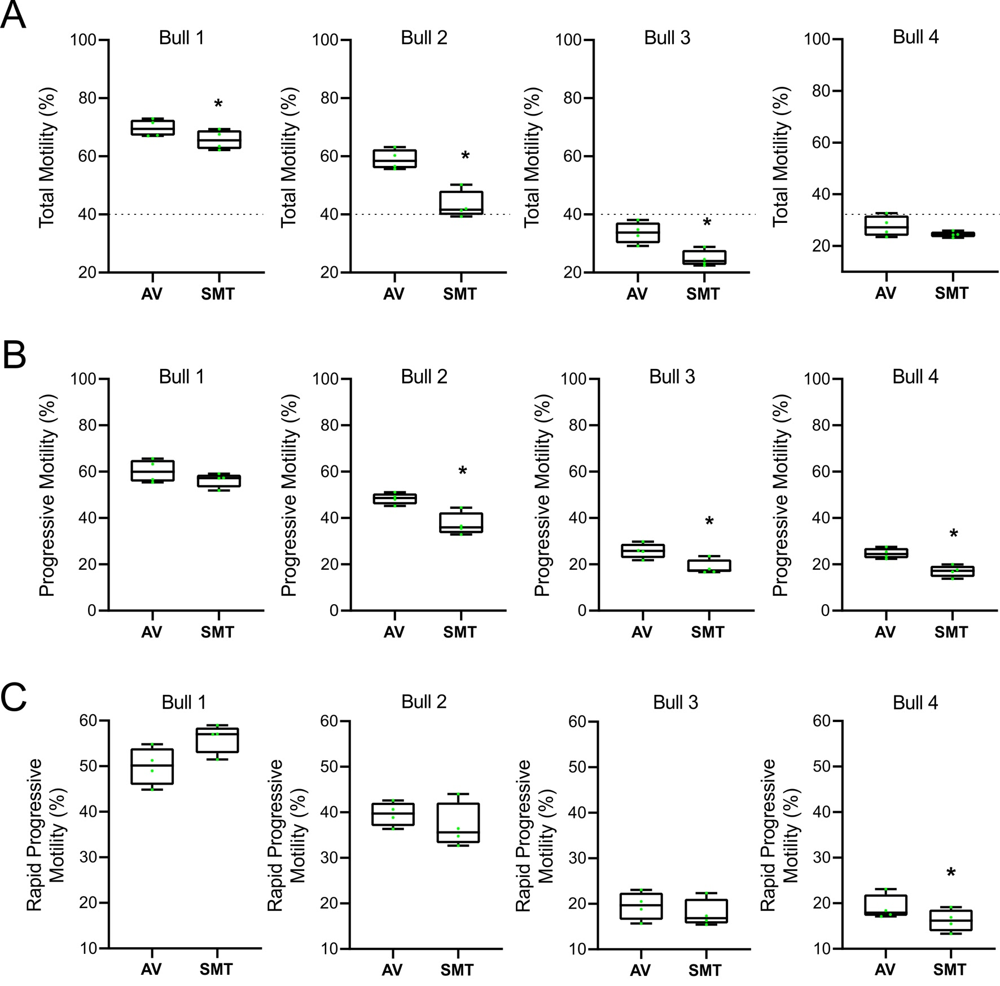 A
Bull 1
Bull 2
Bull 3
Bull 4
Total Motility (%)
100
80
60
40
20
*
AV
SMT
Total Motility (%)
100
80
60
40
20
*
AV
SMT
Total Motility (%)
100
80
60
40
20
*
AV
SMT
Total Motility (%)
100
80
60
40
20
AV
SMT
B
Bull 1
Bull 2
Bull 3
Bull 4
Progressive Motility (%)
100
80
60
40
20
0
AV
SMT
Progressive Motility (%)
100
80
60
40
20
0
*
AV
SMT
Progressive Motility (%)
100
80
60
40
20
0
*
AV
SMT
Progressive Motility (%)
100
80
60
40
20
0
*
AV
SMT
C
Bull 1
Bull 2
Bull 3
Bull 4
Rapid Progressive
Motility (%)
60
50
40
30
20
10
AV
SMT
Rapid Progressive
Motility (%)
60
50
40
30
20
10
AV
SMT
Rapid Progressive
Motility (%)
60
50
40
30
20
10
AV
SMT
Rapid Progressive
Motility (%)
60
50
40
30
20
10
*
AV
SMT